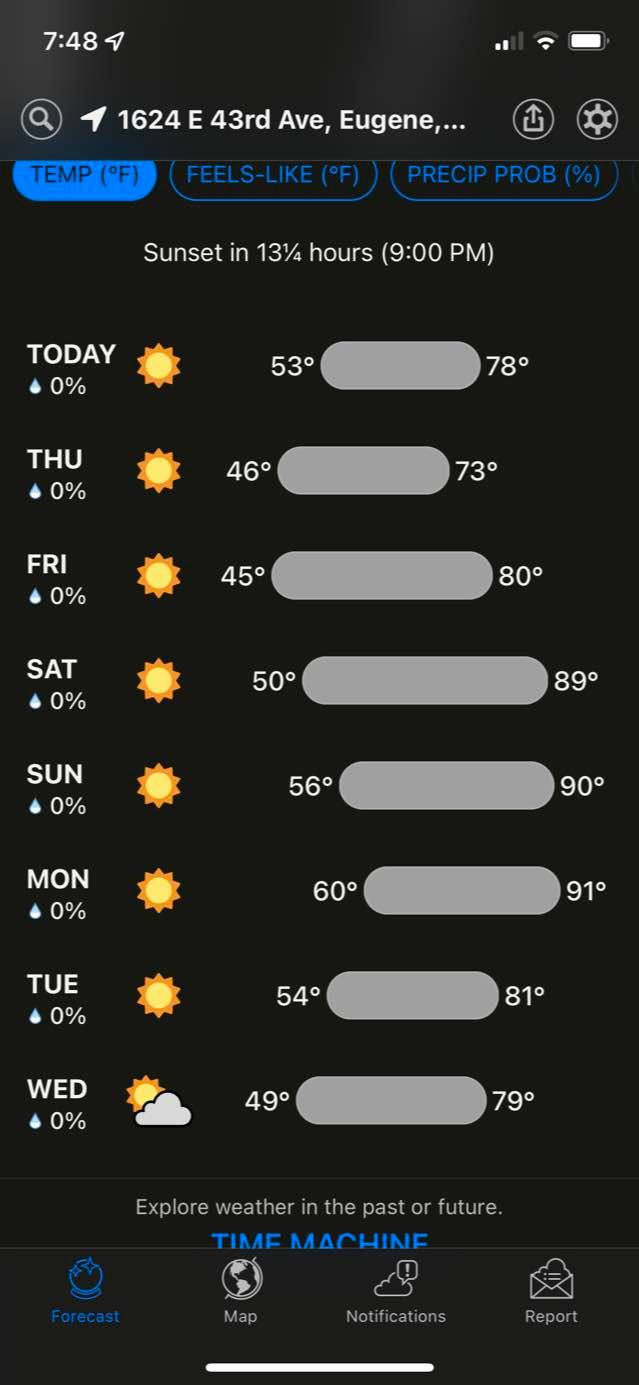 7:48
1624 E 43rd Ave, Eugene,...
TEMP (°F) FEELS-LIKE (°F) PRECIP PROB (%)
Sunset in 13¼ hours (9:00 PM)
TODAY
0%
53° 78°
THU
0%
46° 73°
FRI
0%
45° 80°
SAT
0%
50° 89°
SUN
0%
56° 90°
MON
0%
60° 91°
TUE
0%
54° 81°
WED
0%
49° 79°
Explore weather in the past or future.
TIME MACHINE
Forecast Map Notifications Report